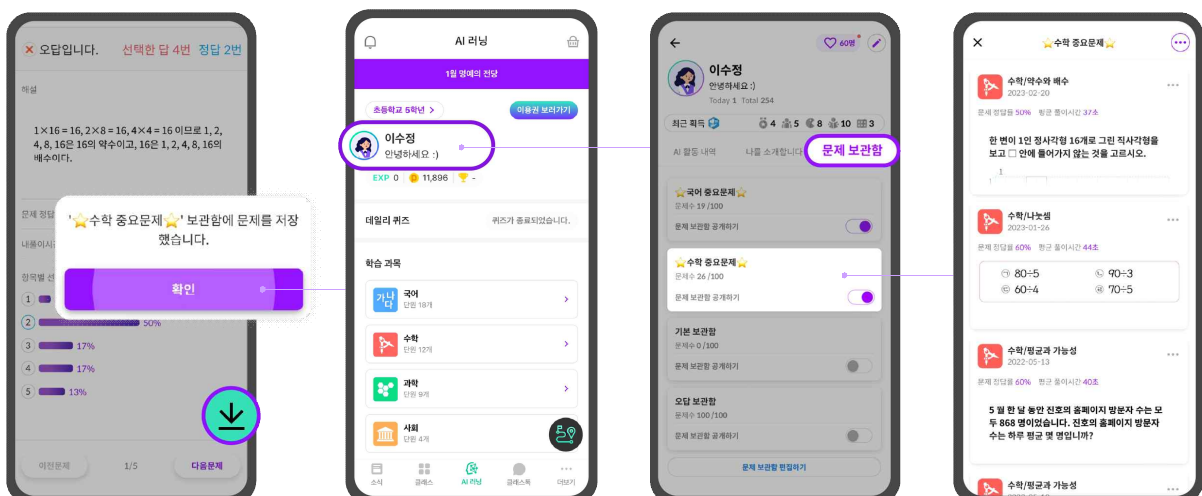 오답입니다. 선택한 답 4번 정답 2번
해설
1×16 = 16, 2×8 = 16, 4×4 = 16 이므로 1, 2,
4, 8, 16은 16의 약수이고, 16은 1, 2, 4, 8, 16의
배수이다.
문제 정답
'⭐수학 중요문제⭐' 보관함에 문제를 저장
했습니다.
내풀이시간
확인
항목별 선
1
2 50%
3 17%
4 17%
5 13%
이전문제 1/5 다음문제
AI 러닝
1월 명예의 전당
초등학교 5학년 >
이용권 보러가기
이수정
안녕하세요 :)
EXP 0 11,896 -
데일리 퀴즈 퀴즈가 종료되었습니다.
학습 과목
가나다
국어
단원 18개
수학
단원 12개
과학
단원 9개
사회
단원 4개
소식 클래스 AI 러닝 클래스톡 더보기
60명
이수정
안녕하세요 :)
Today 1 Total 254
최근 획득 4 5 8 10 3
AI 활동 내역 나를 소개합니다 문제 보관함
⭐국어 중요문제⭐
문제수 19 /100
문제 보관함 공개하기
⭐수학 중요문제⭐
문제수 26 /100
문제 보관함 공개하기
기본 보관함
문제수 0 /100
문제 보관함 공개하기
오답 보관함
문제수 100 /100
문제 보관함 공개하기
문제 보관함 편집하기
⭐수학 중요문제⭐
수학/약수와 배수
2023-02-20
문제 정답률 50% 평균 풀이시간 37초
한 변이 1인 정사각형 16개로 그린 직사각형을
보고 □ 안에 들어가지 않는 것을 고르시오.
1
수학/나눗셈
2023-01-26
문제 정답률 60% 평균 풀이시간 44초
㉠ 80÷5 ㉡ 90÷3
㉢ 60÷4 ㉣ 70÷5
수학/평균과 가능성
2022-05-13
문제 정답률 60% 평균 풀이시간 40초
5 월 한 달 동안 진호의 홈페이지 방문자 수는 모
두 868 명이었습니다. 진호의 홈페이지 방문자
수는 하루 평균 몇 명입니까?
수학/평균과 가능성